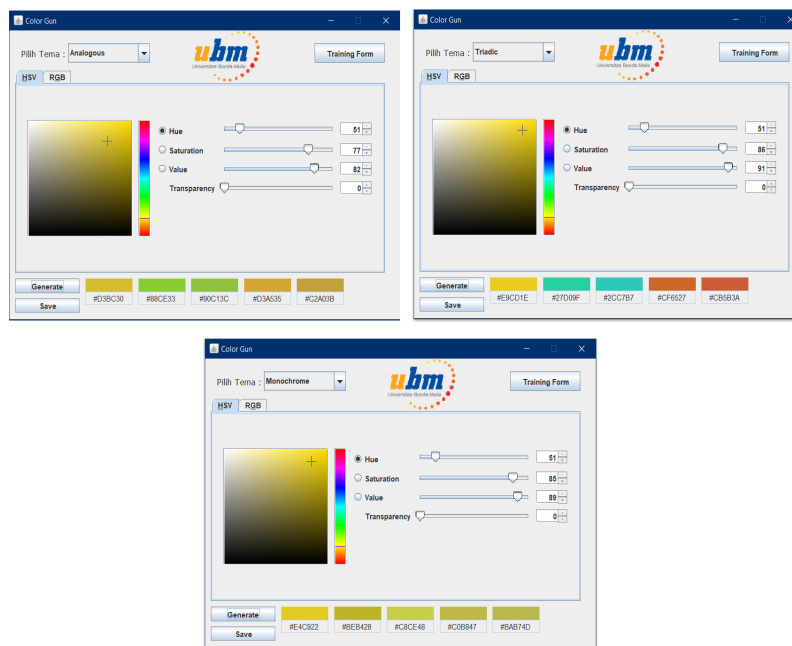 Color Gun
Pilih Tema : Analogous
ubm
Universitas Bunda Mulia
Training Form
HSV RGB
Hue 51
Saturation 77
Value 82
Transparency 0
Generate
Save
#D3BC30 #88CE33 #90C13C #D3A535 #C2A03B
Color Gun
Pilih Tema : Triadic
ubm
Universitas Bunda Mulia
Training Form
HSV RGB
Hue 51
Saturation 86
Value 91
Transparency 0
Generate
Save
#E9CD1E #27D09F #2CC7B7 #CF6527 #CB5B3A
Color Gun
Pilih Tema : Monochrome
ubm
Universitas Bunda Mulia
Training Form
HSV RGB
Hue 51
Saturation 85
Value 89
Transparency 0
Generate
Save
#E4C922 #BEB428 #C8CE48 #C0B847 #BAB74D